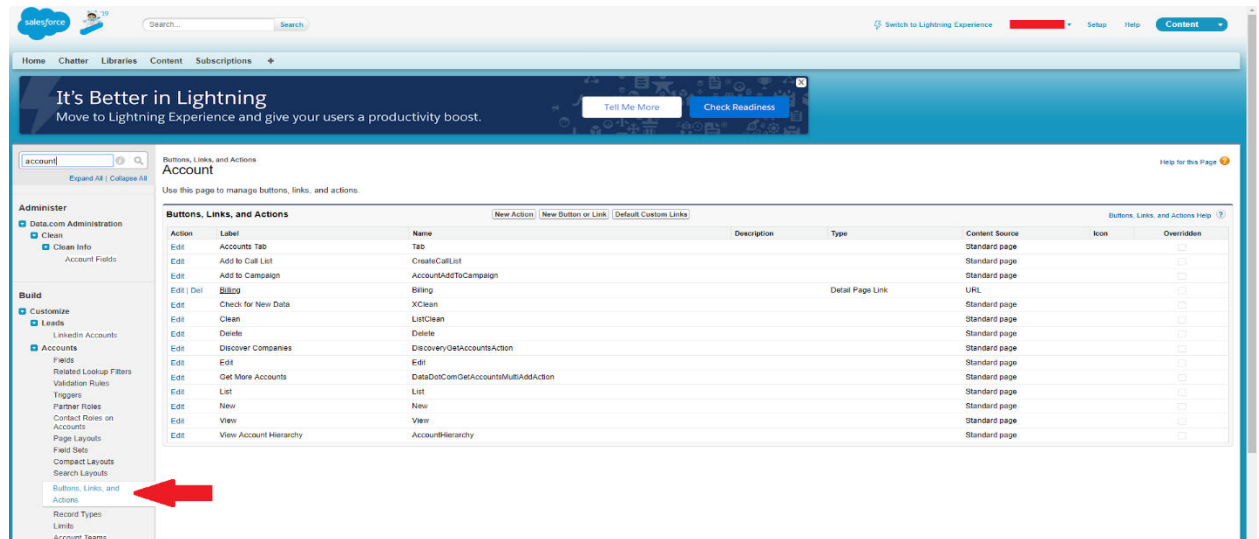 salesforce
'19
Search...
Search
Switch to Lightning Experience
Setup
Help
Content
Home Chatter Libraries Content Subscriptions +
It's Better in Lightning
Move to Lightning Experience and give your users a productivity boost.
Tell Me More
Check Readiness
x
account
Expand All | Collapse All
Administer
Data.com Administration
Clean
Clean Info
Account Fields
Build
Customize
Leads
LinkedIn Accounts
Accounts
Fields
Related Lookup Filters
Validation Rules
Triggers
Partner Roles
Contact Roles on
Accounts
Page Layouts
Field Sets
Compact Layouts
Search Layouts
Buttons, Links, and
Actions
Record Types
Limits
Account Teams
Buttons, Links, and Actions
Account
Help for this Page ?
Use this page to manage buttons, links, and actions.
Buttons, Links, and Actions New Action New Button or Link Default Custom Links Buttons, Links, and Actions Help ?
Action Label Name Description Type Content Source Icon Overridden
Edit Accounts Tab Tab Standard page
Edit Add to Call List CreateCallList Standard page
Edit Add to Campaign AccountAddToCampaign Standard page
Edit | Del Billing Billing Detail Page Link URL
Edit Check for New Data XClean Standard page
Edit Clean ListClean Standard page
Edit Delete Delete Standard page
Edit Discover Companies DiscoveryGetAccountsAction Standard page
Edit Edit Edit Standard page
Edit Get More Accounts DataDotComGetAccountsMultiAddAction Standard page
Edit List List Standard page
Edit New New Standard page
Edit View View Standard page
Edit View Account Hierarchy AccountHierarchy Standard page